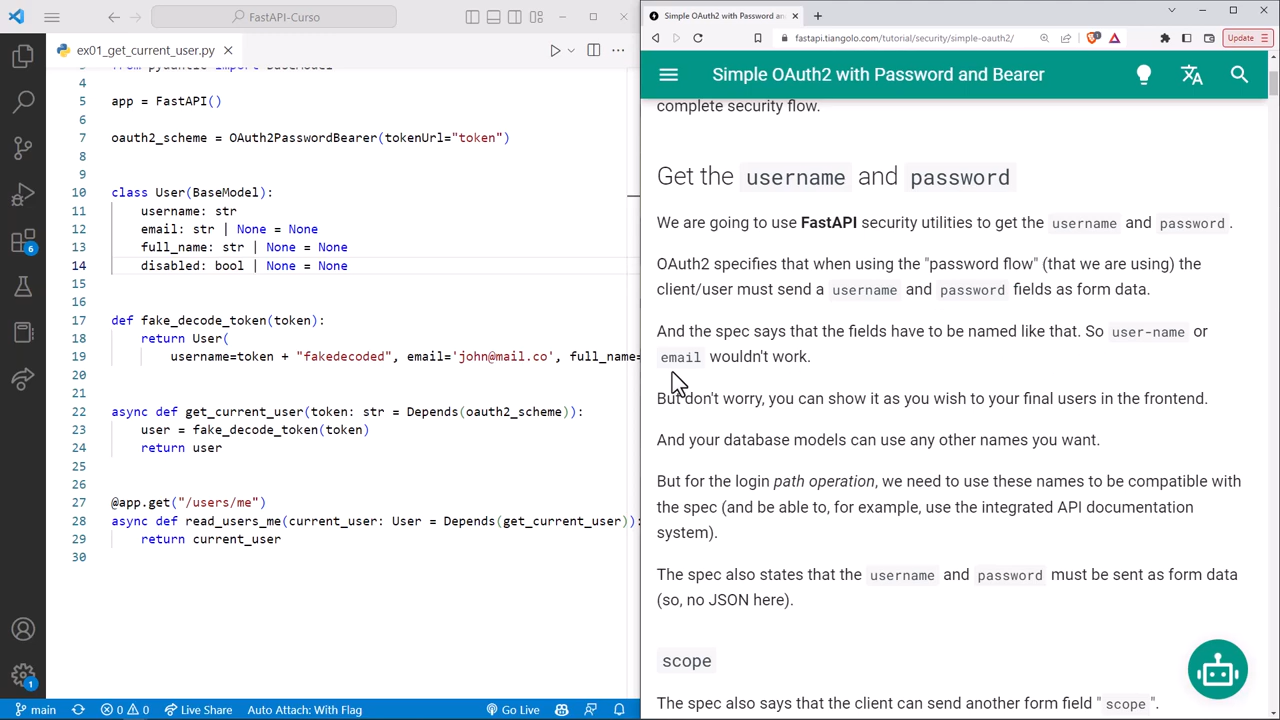 FastAPI-Curso
ex01_get_current_user.py
4
5 app = FastAPI()
6
7 oauth2_scheme = OAuth2PasswordBearer(tokenUrl="token")
8
9
10 class User(BaseModel):
11 username: str
12 email: str | None = None
13 full_name: str | None = None
14 disabled: bool | None = None
15
16
17 def fake_decode_token(token):
18 return User(
19 username=token + "fakedecoded", email='john@mail.co', full_name=
20
21
22 async def get_current_user(token: str = Depends(oauth2_scheme)):
23 user = fake_decode_token(token)
24 return user
25
26
27 @app.get("/users/me")
28 async def read_users_me(current_user: User = Depends(get_current_user)):
29 return current_user
30
6
1
main 0 0 Live Share Auto Attach: With Flag Go Live
Simple OAuth2 with Password and
fastapi.tiangolo.com/tutorial/security/simple-oauth2/ Update
Simple OAuth2 with Password and Bearer
complete security flow.
Get the username and password
We are going to use FastAPI security utilities to get the username and password.
OAuth2 specifies that when using the "password flow" (that we are using) the
client/user must send a username and password fields as form data.
And the spec says that the fields have to be named like that. So user-name or
email wouldn't work.
But don't worry, you can show it as you wish to your final users in the frontend.
And your database models can use any other names you want.
But for the login path operation, we need to use these names to be compatible with
the spec (and be able to, for example, use the integrated API documentation
system).
The spec also states that the username and password must be sent as form data
(so, no JSON here).
scope
The spec also says that the client can send another form field "scope".